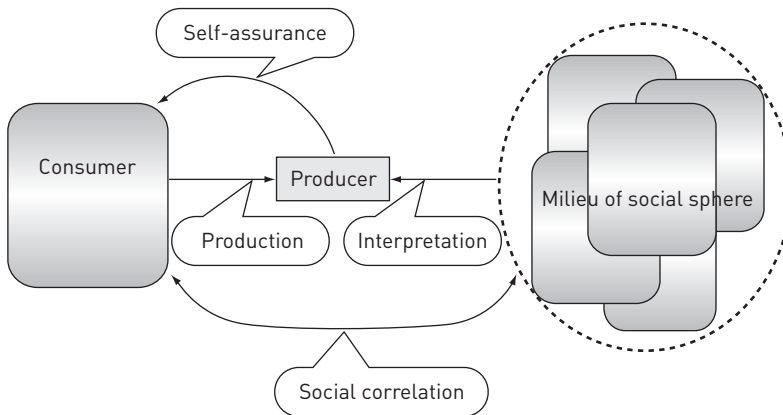 Self-assurance
Consumer
Producer
Milieu of social sphere
Production
Interpretation
Social correlation